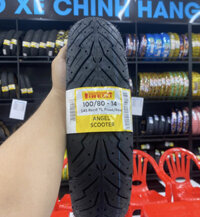 XE CHÍNH HÃNG
PIRELLI
100/80 - 14
ANGEL
SCOOTER